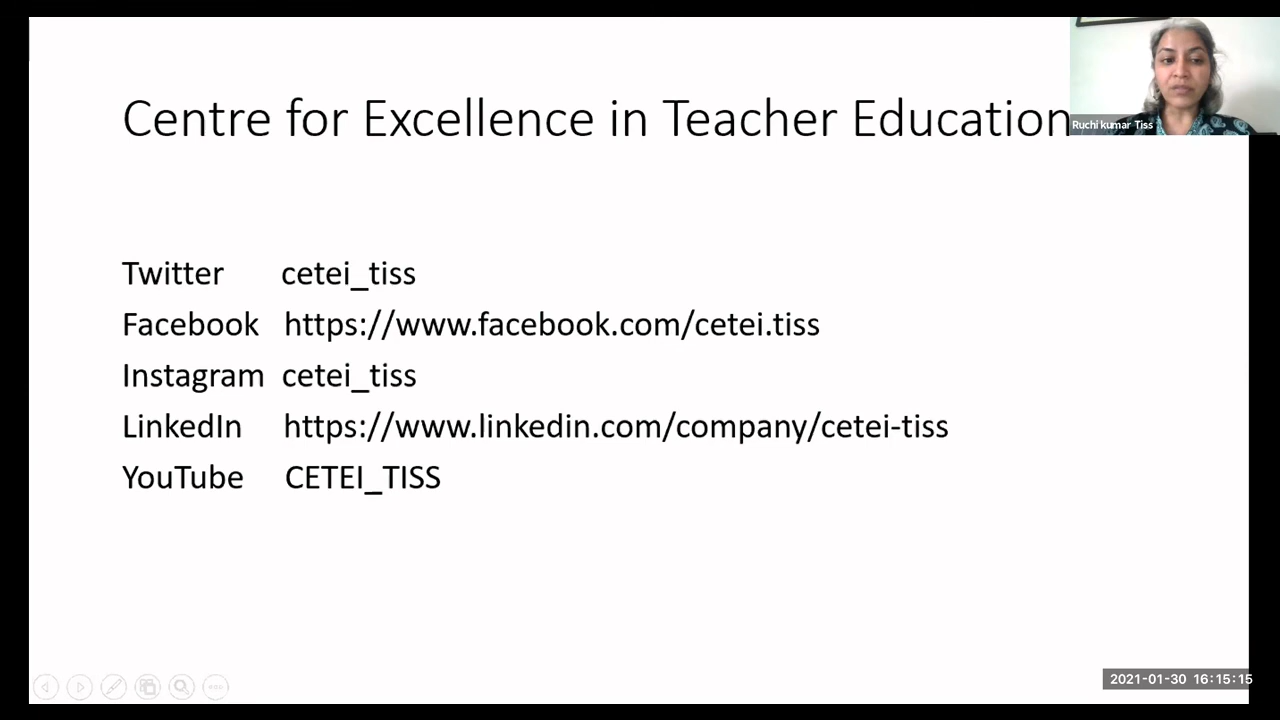 Centre for Excellence in Teacher Education
Ruchi kumar Tiss
Twitter cetei_tiss
Facebook https://www.facebook.com/cetei.tiss
Instagram cetei_tiss
LinkedIn https://www.linkedin.com/company/cetei-tiss
YouTube CETEI_TISS
2021-01-30 16:15:15